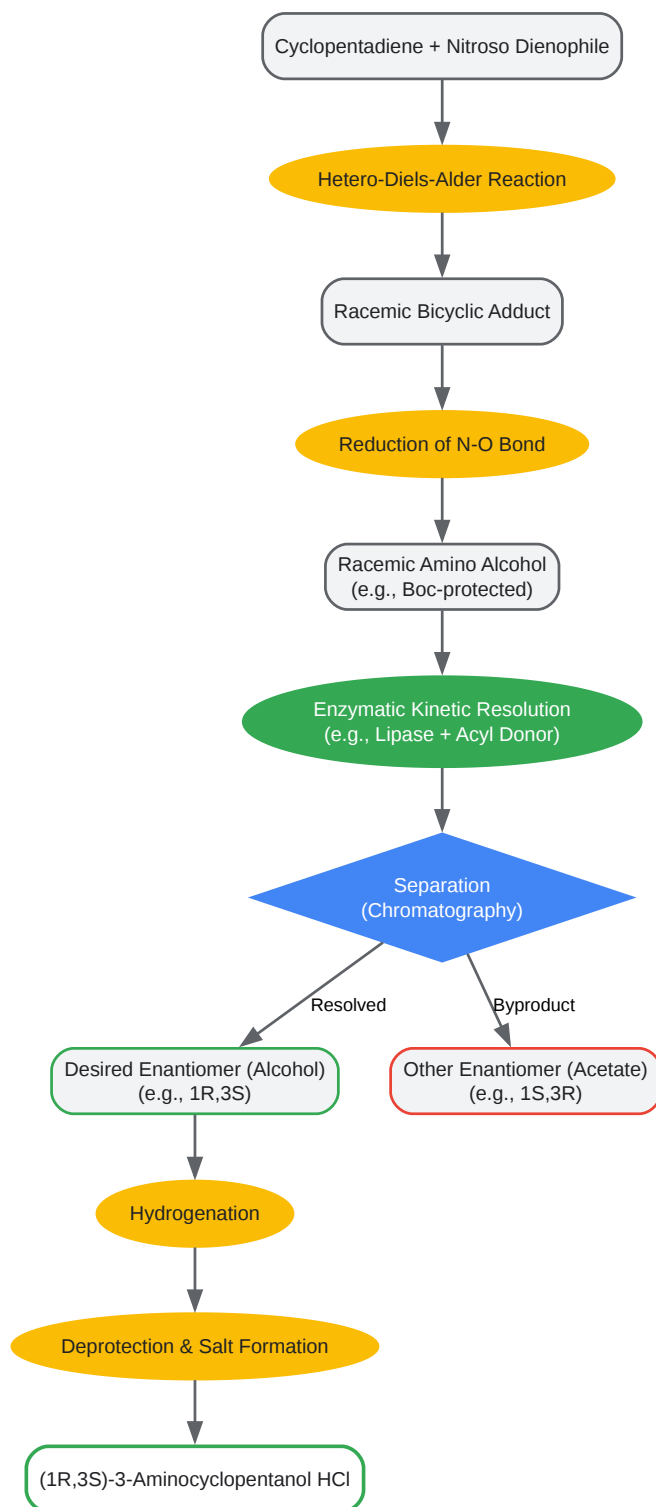 Cyclopentadiene + Nitroso Dienophile
Hetero-Diels-Alder Reaction
Racemic Bicyclic Adduct
Reduction of N-O Bond
Racemic Amino Alcohol
(e.g., Boc-protected)
Enzymatic Kinetic Resolution
(e.g., Lipase + Acyl Donor)
Separation
(Chromatography)
Resolved
Byproduct
Desired Enantiomer (Alcohol)
(e.g., 1R,3S)
Other Enantiomer (Acetate)
(e.g., 1S,3R)
Hydrogenation
Deprotection & Salt Formation
(1R,3S)-3-Aminocyclopentanol HCl